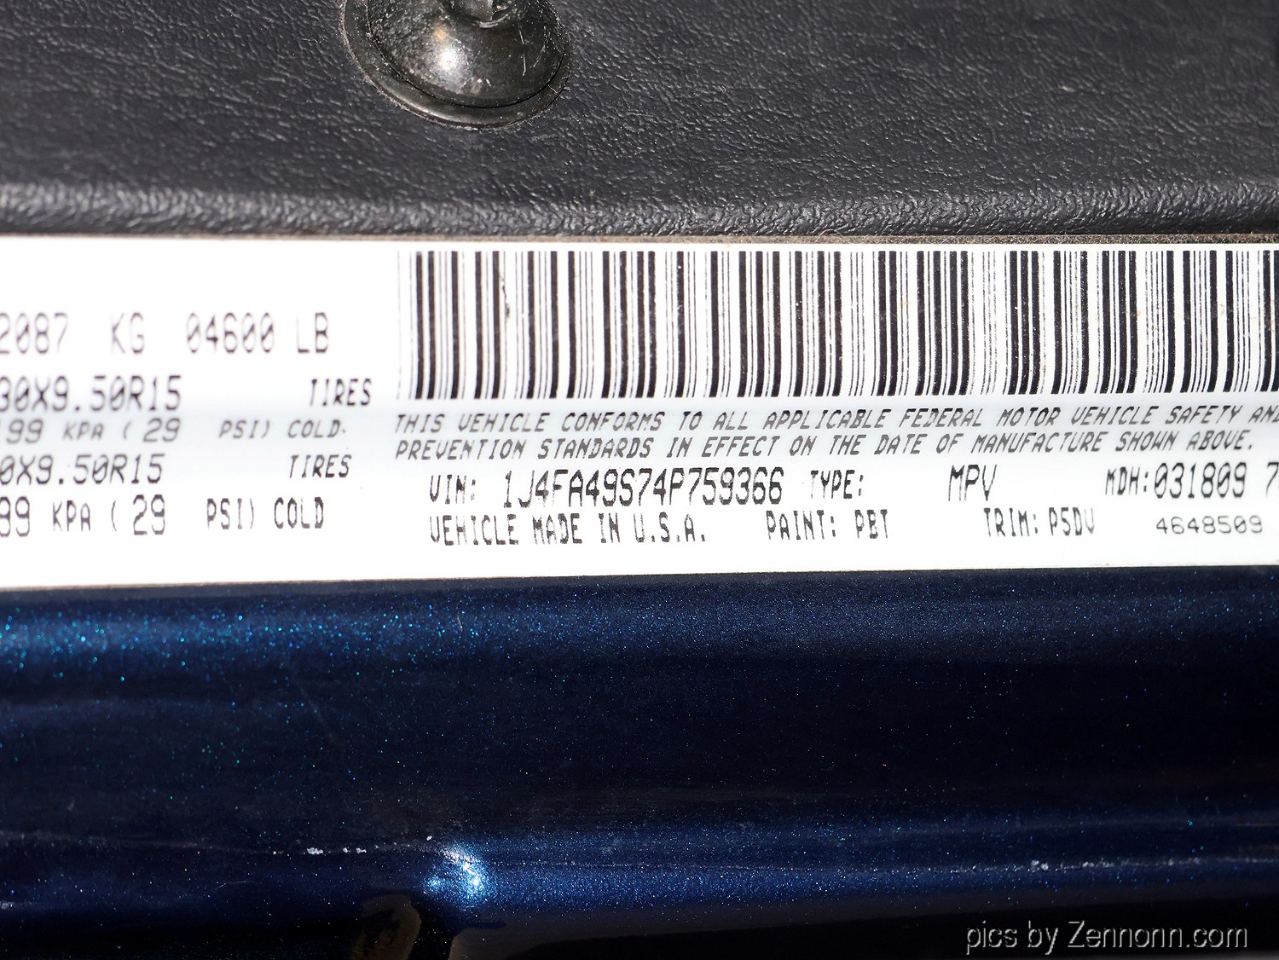 2087 KG 04600 LB
30X9.50R15 TIRES
199 KPA ( 29 PSI) COLD
0X9.50R15 TIRES
99 KPA ( 29 PSI) COLD
THIS VEHICLE CONFORMS TO ALL APPLICABLE FEDERAL MOTOR VEHICLE SAFETY AND
PREVENTION STANDARDS IN EFFECT ON THE DATE OF MANUFACTURE SHOWN ABOVE.
VIN: 1J4FA49S74P759366 TYPE: MPV MDH:031809 7
VEHICLE MADE IN U.S.A. PAINT: PBT TRIM: P5DV 4648509
pics by Zennonn.com